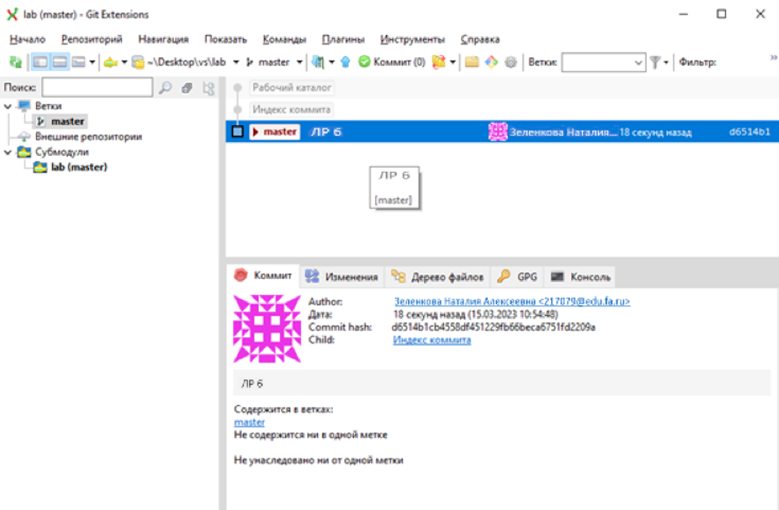 lab (master) - Git Extensions
Начало Репозиторий Навигация Показать Команды Плагины Инструменты Справка
~\Desktop\vs\lab master Коммит (0) Ветки: Фильтр: »
Поиск:
Ветки
master
Внешние репозитории
Субмодули
lab (master)
Рабочий каталог
Индекс коммита
master ЛР 6 Зеленкова Наталия... 18 секунд назад d6514b1
ЛР 6
[master]
Коммит Изменения Дерево файлов GPG Консоль
Author: Зеленкова Наталия Алексеевна <217079@edu.fa.ru>
Дата: 18 секунд назад (15.03.2023 10:54:48)
Commit hash: d6514b1cb4558df451229fb66beca6751fd2209a
Child: Индекс коммита
ЛР 6
Содержится в ветках:
master
Не содержится ни в одной метке
Не унаследовано ни от одной метки